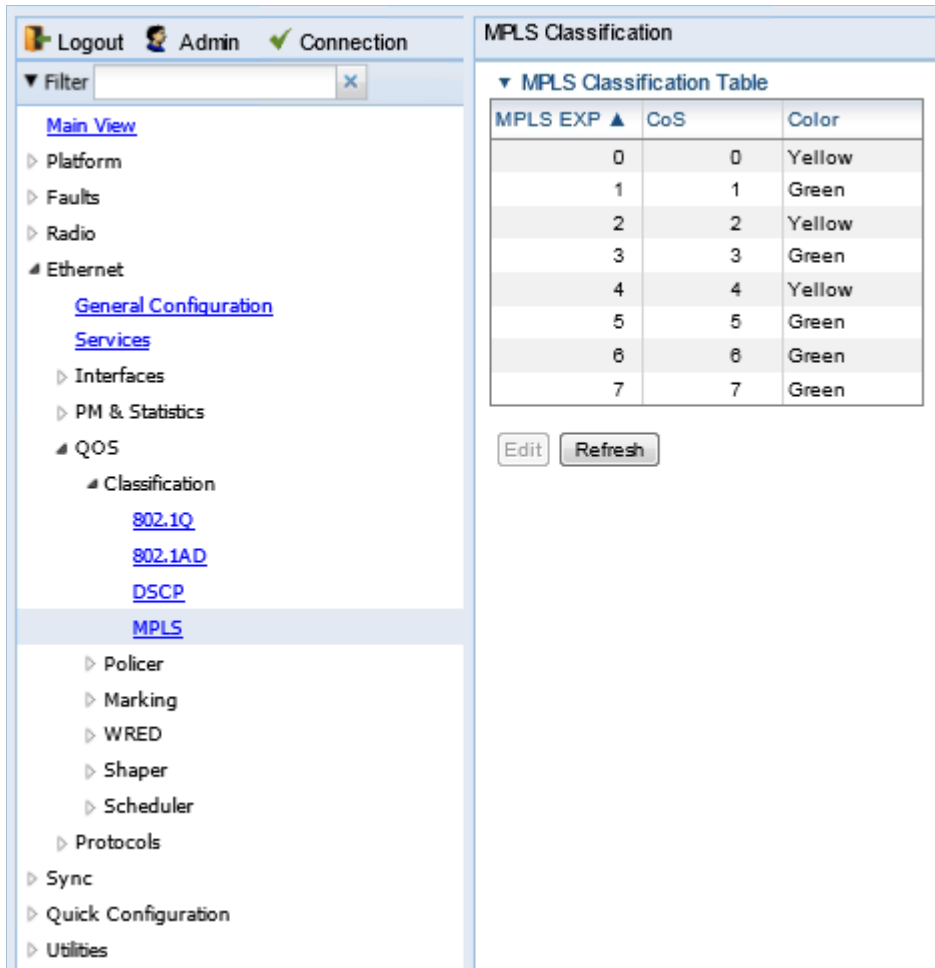 Logout Admin Connection
Filter
Main View
Platform
Faults
Radio
Ethernet
General Configuration
Services
Interfaces
PM & Statistics
QOS
Classification
802.1Q
802.1AD
DSCP
MPLS
Policer
Marking
WRED
Shaper
Scheduler
Protocols
Sync
Quick Configuration
Utilities
MPLS Classification
MPLS Classification Table
MPLS EXP ▲ CoS Color
0 0 Yellow
1 1 Green
2 2 Yellow
3 3 Green
4 4 Yellow
5 5 Green
6 6 Green
7 7 Green
Edit Refresh